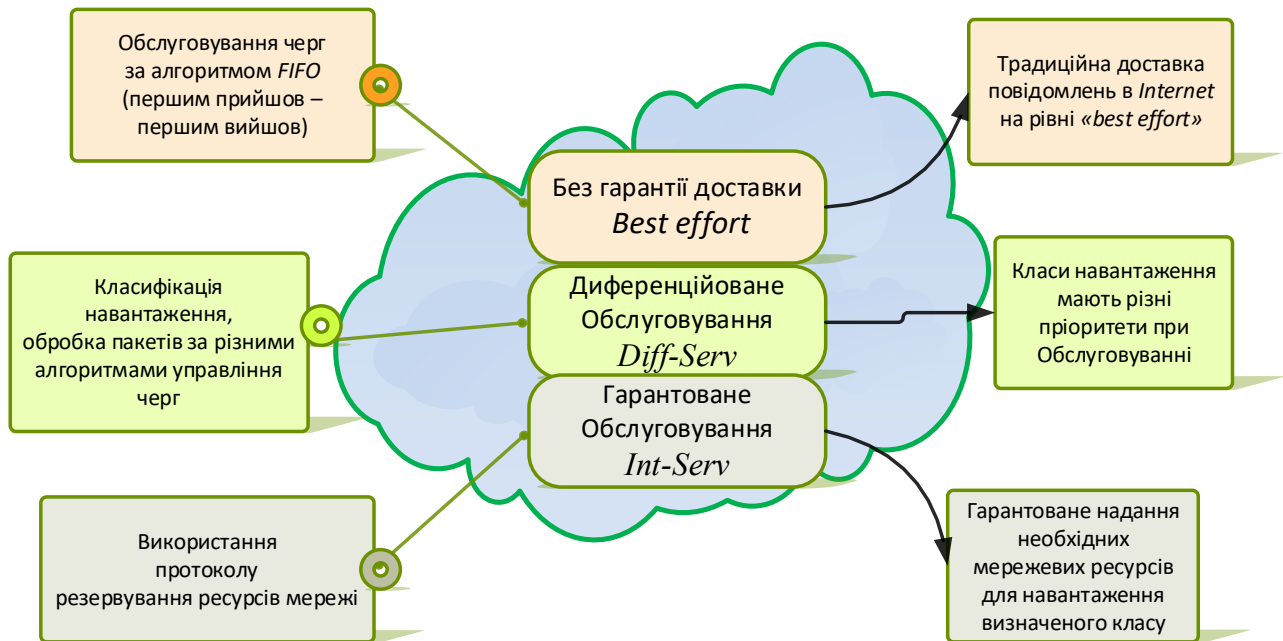 Обслуговування черг
за алгоритмом FIFO
(першим прийшов –
першим вийшов)
Без гарантії доставки
Best effort
Традиційна доставка
повідомлень в Internet
на рівні «best effort»
Класифікація
навантаження,
обробка пакетів за різними
алгоритмами управління
черг
Диференційоване
Обслуговування
Diff-Serv
Класи навантаження
мають різні
пріоритети при
Обслуговуванні
Використання
протоколу
резервування ресурсів мережі
Гарантоване
Обслуговування
Int-Serv
Гарантоване надання
необхідних
мережевих ресурсів
для навантаження
визначеного класу